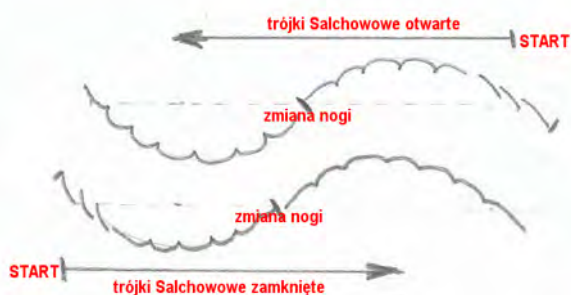 trójki Salchowowe otwarte
START
zmiana nogi
zmiana nogi
START
trójki Salchowowe zamknięte